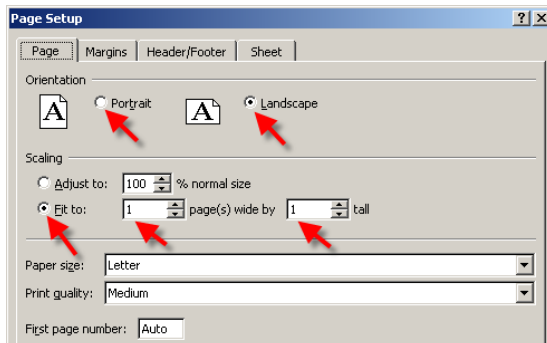 Page Setup
Page Margins Header/Footer Sheet
Orientation
A Portrait A Landscape
Scaling
Adjust to: 100 % normal size
Fit to: 1 page(s) wide by 1 tall
Paper size: Letter
Print quality: Medium
First page number: Auto